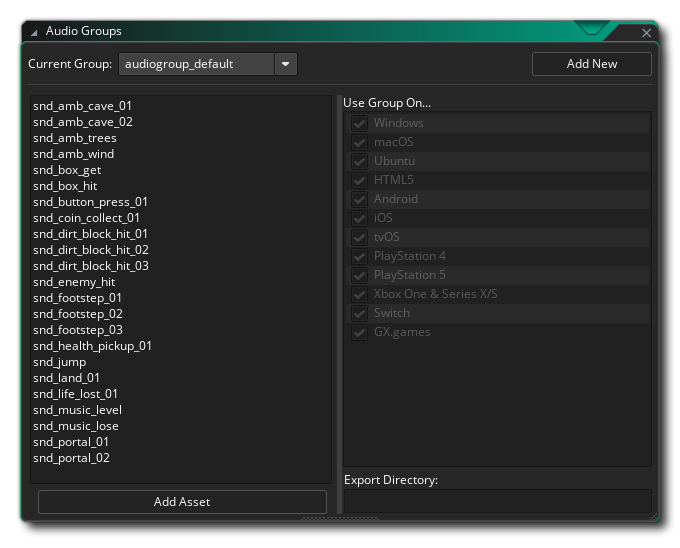 Audio Groups
Current Group: audiogroup_default
Add New
snd_amb_cave_01
snd_amb_cave_02
snd_amb_trees
snd_amb_wind
snd_box_get
snd_box_hit
snd_button_press_01
snd_coin_collect_01
snd_dirt_block_hit_01
snd_dirt_block_hit_02
snd_dirt_block_hit_03
snd_enemy_hit
snd_footstep_01
snd_footstep_02
snd_footstep_03
snd_health_pickup_01
snd_jump
snd_land_01
snd_life_lost_01
snd_music_level
snd_music_lose
snd_portal_01
snd_portal_02
Add Asset
Use Group On...
Windows
macOS
Ubuntu
HTML5
Android
iOS
tvOS
PlayStation 4
PlayStation 5
Xbox One & Series X/S
Switch
GX.games
Export Directory: